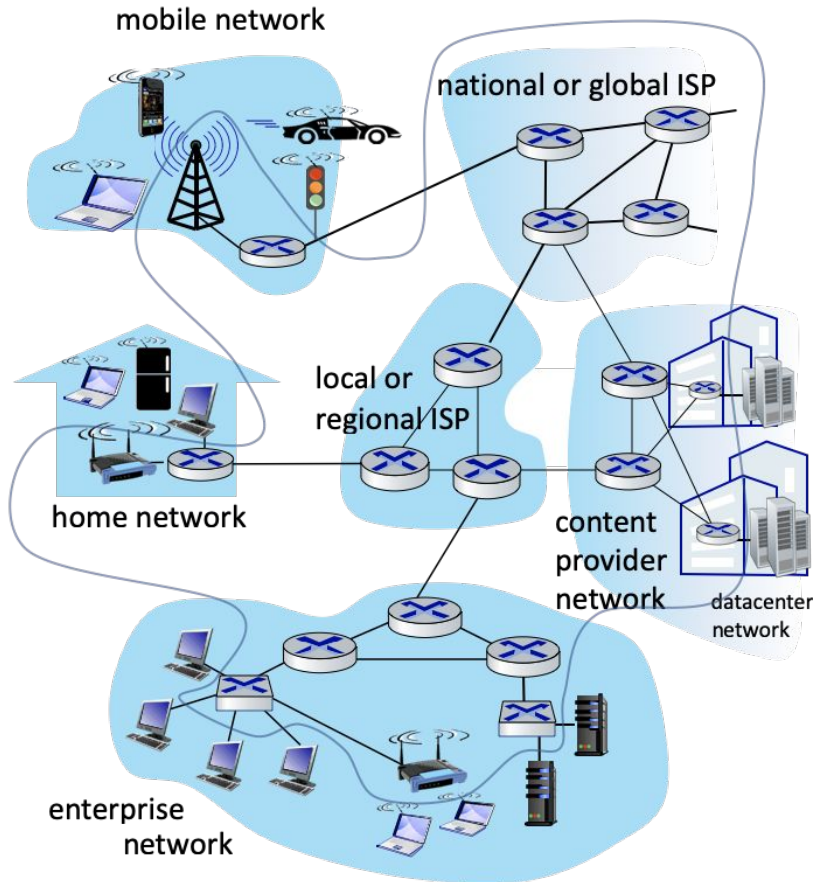 mobile network
national or global ISP
local or
regional ISP
home network
content
provider
network
datacenter
network
enterprise
network